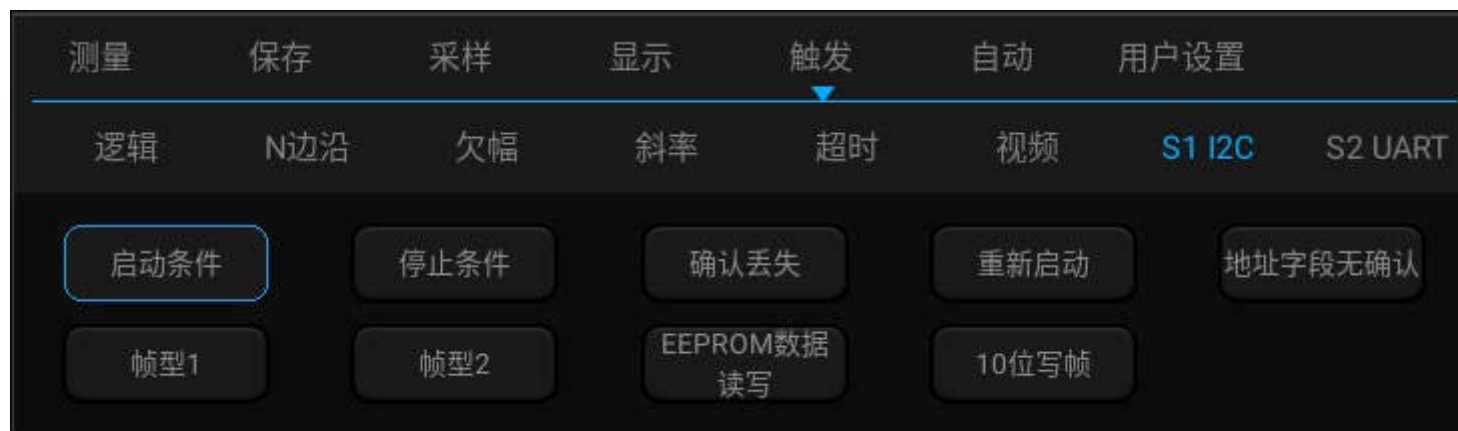 测量 保存 采样 显示 触发 自动 用户设置
逻辑 N边沿 欠幅 斜率 超时 视频 S1 I2C S2 UART
启动条件 停止条件 确认丢失 重新启动 地址字段无确认
帧型1 帧型2 EEPROM数据 10位写帧
读写